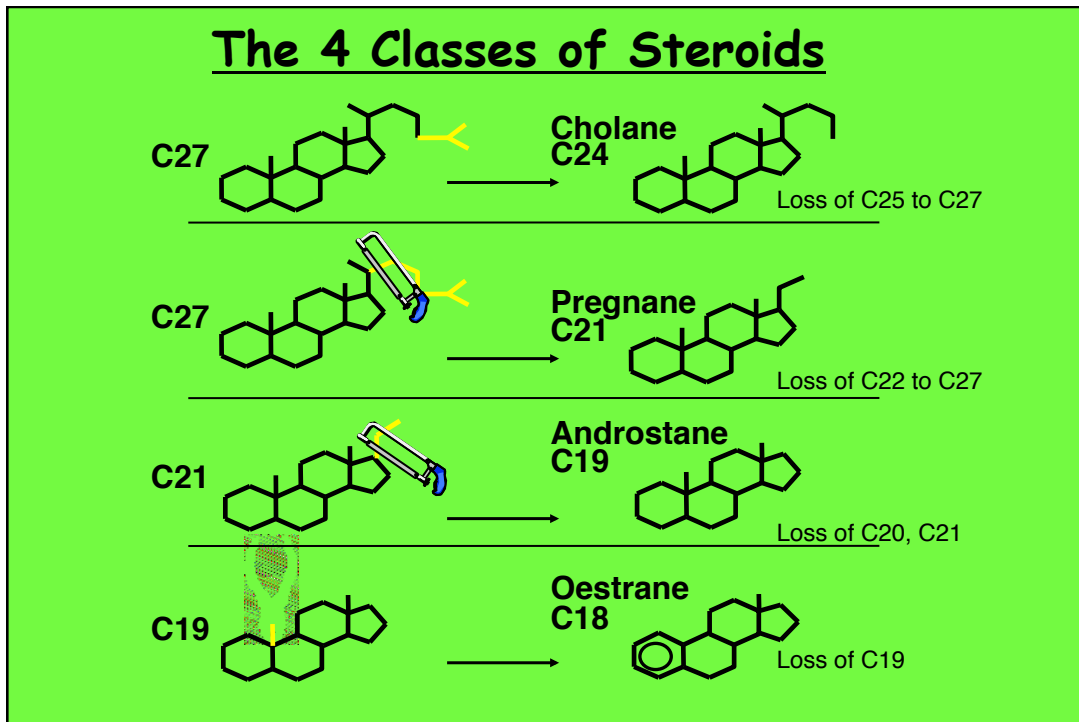 The 4 Classes of Steroids
C27
Cholane
C24
Loss of C25 to C27
C27
Pregnane
C21
Loss of C22 to C27
C21
Androstane
C19
Loss of C20, C21
C19
Oestrane
C18
Loss of C19